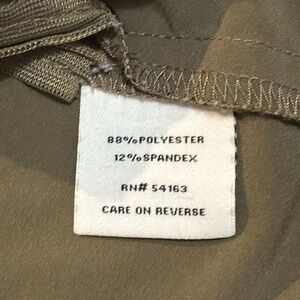 88% POLYESTER
12% SPANDEX
RN# 54163
CARE ON REVERSE